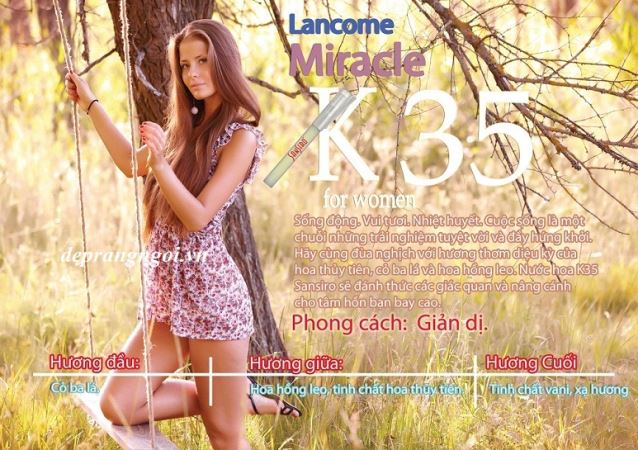 Lancome
Miracle
K 35
for women
Sống động. Vui tươi. Nhiệt huyết. Cuộc sống là một
chuỗi những trải nghiệm tuyệt vời và đầy hứng khởi.
Hãy cùng đùa nghịch với hương thơm diệu kỳ của
hoa thủy tiên, cỏ ba lá và hoa hồng leo. Nước hoa K35
Sansiro sẽ đánh thức các giác quan và nâng cánh
cho tâm hồn bạn bay cao.
deprangngoi.vn
Phong cách: Giản dị.
Hương đầu:
Cỏ ba lá.
Hương giữa:
Hoa hồng leo, tinh chất hoa thủy tiên
Hương Cuối
Tinh chất vani, xạ hương